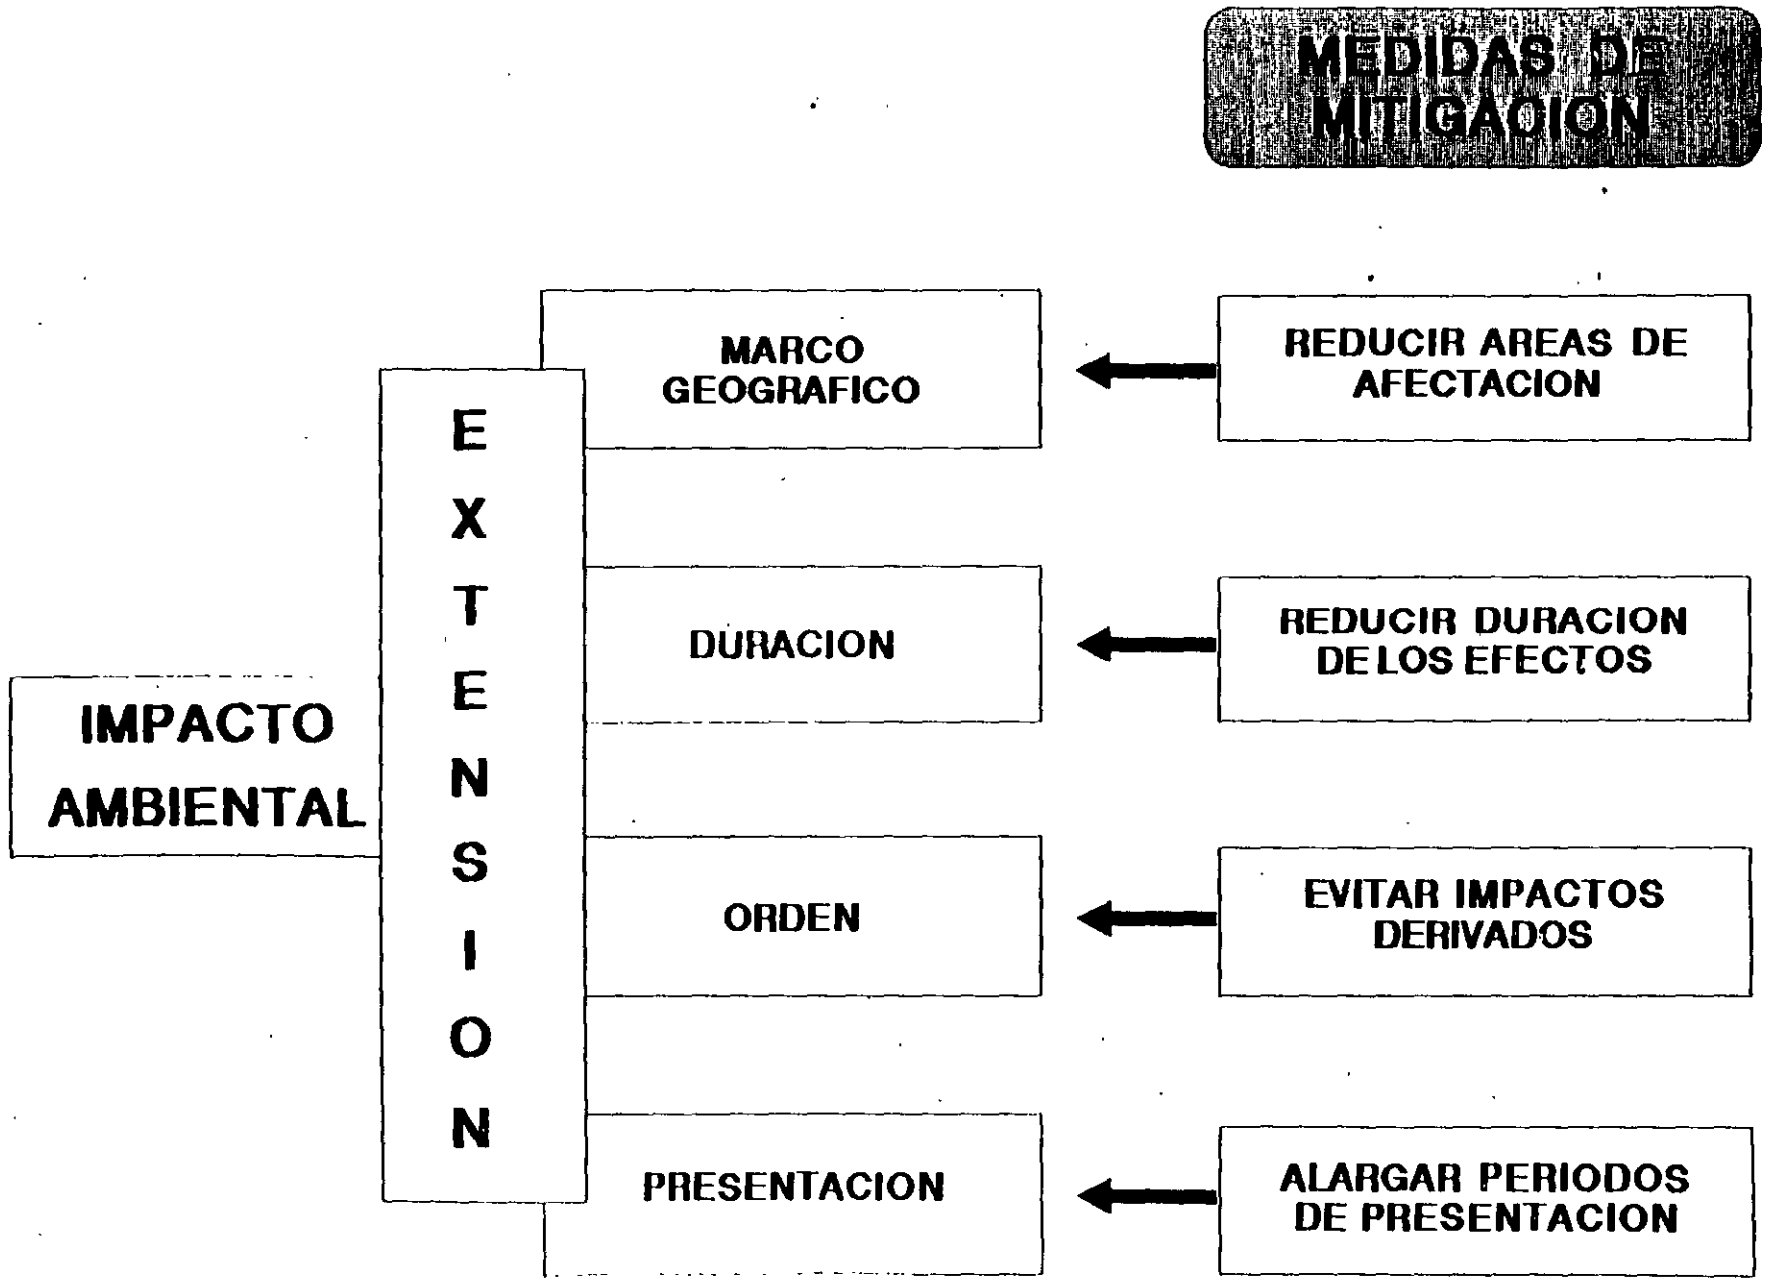 MEDIDAS DE
MITIGACION
MARCO
GEOGRAFICO
REDUCIR AREAS DE
AFECTACION
E
X
T
E
N
S
I
O
N
DURACION
REDUCIR DURACION
DE LOS EFECTOS
IMPACTO
AMBIENTAL
ORDEN
EVITAR IMPACTOS
DERIVADOS
PRESENTACION
ALARGAR PERIODOS
DE PRESENTACION